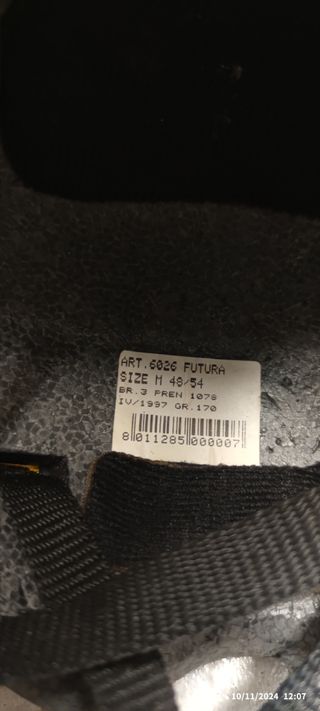 ART.6026 FUTURA
SIZE M 48/54
BR.3 PREN 1078
IV/1997 GR.170
8 011285 000007
10/11/2024 12:07